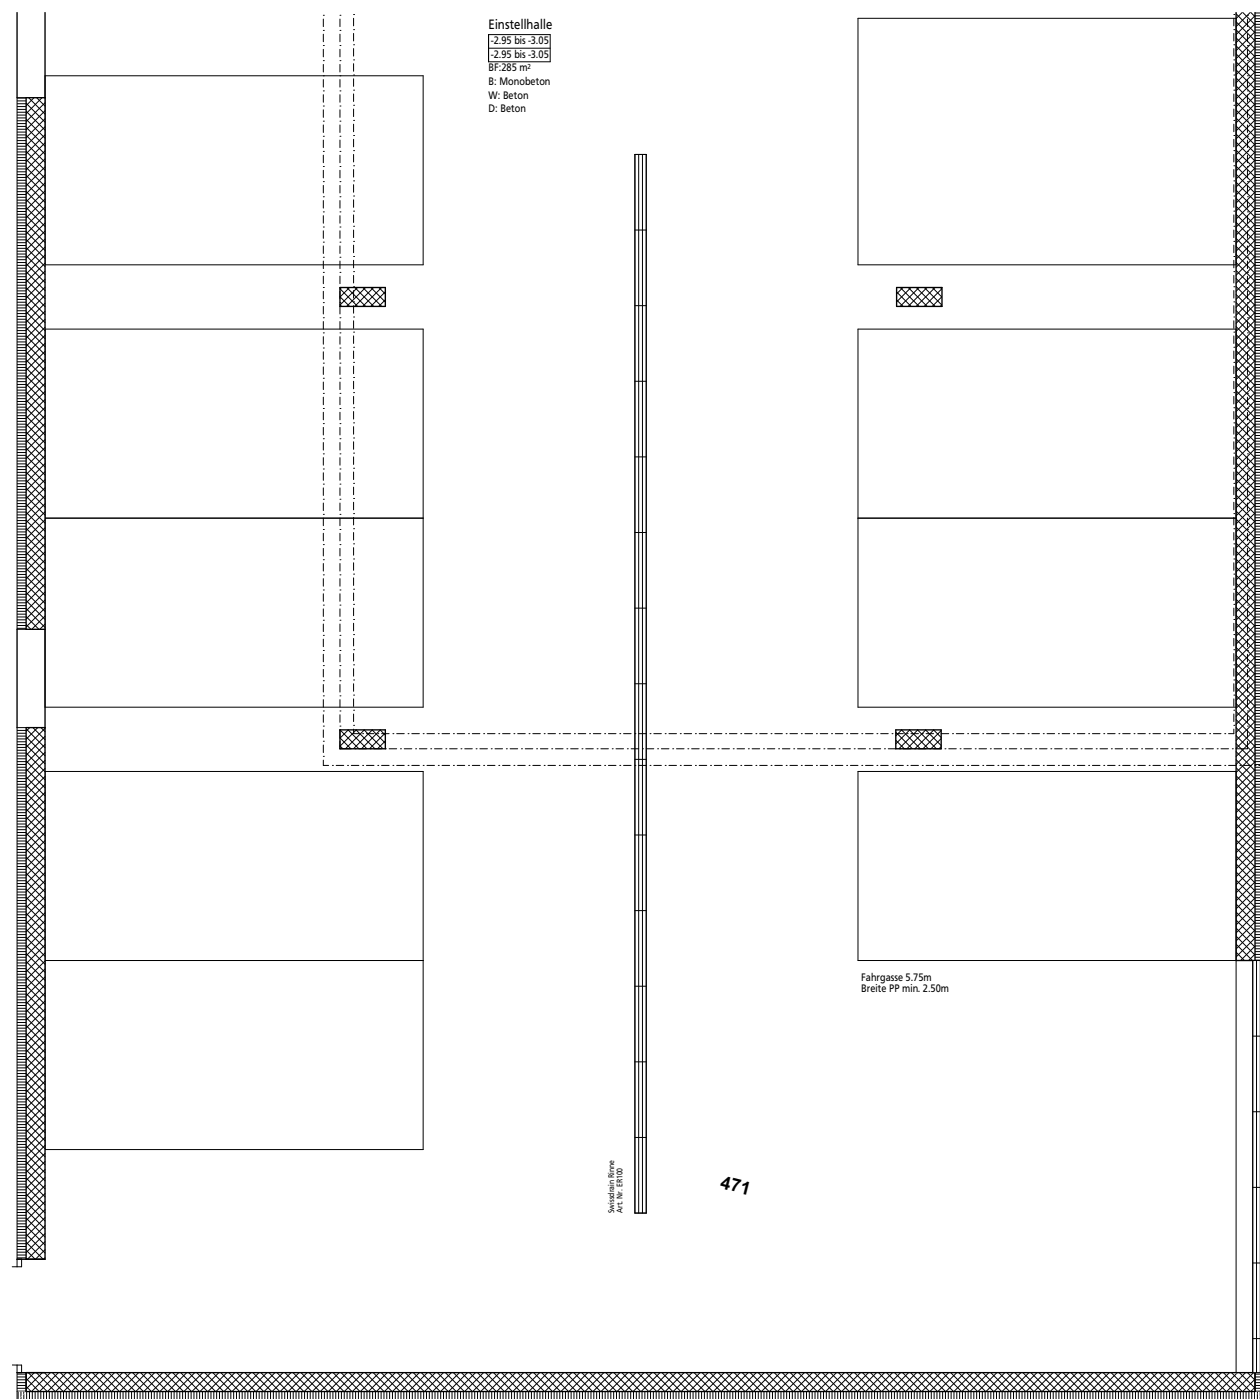 Einstellhalle
-2.95 bis -3.05
-2.95 bis -3.05
BF:285 m²
B: Monobeton
W: Beton
D: Beton
Fahrgasse 5.75m
Breite PP min. 2.50m
Swissdrain Rinne
Art. Nr. ER100
471